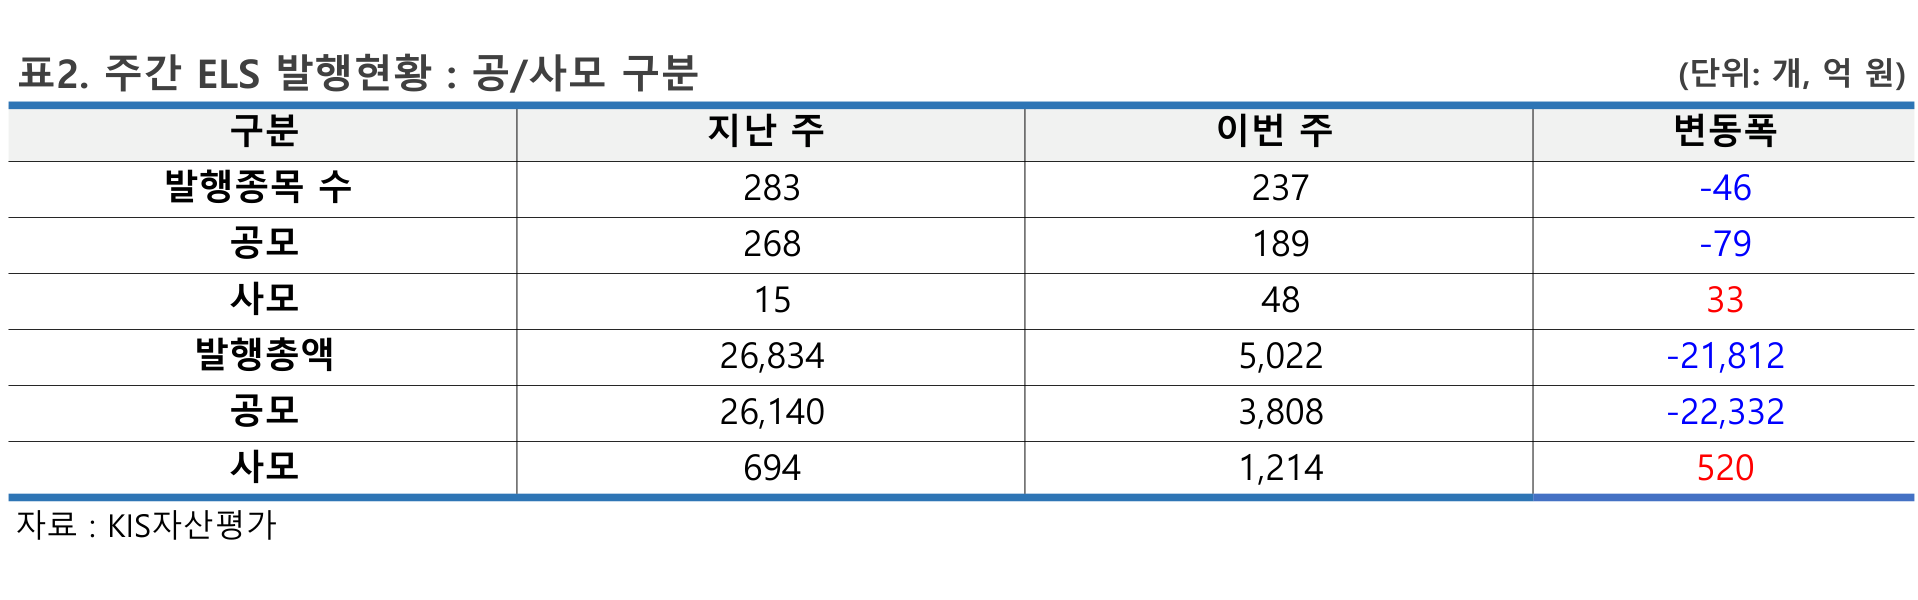 표2. 주간 ELS 발행현황 : 공/사모 구분 (단위: 개, 억 원)
구분 지난 주 이번 주 변동폭
발행종목 수 283 237 -46
공모 268 189 -79
사모 15 48 33
발행총액 26,834 5,022 -21,812
공모 26,140 3,808 -22,332
사모 694 1,214 520
자료 : KIS자산평가